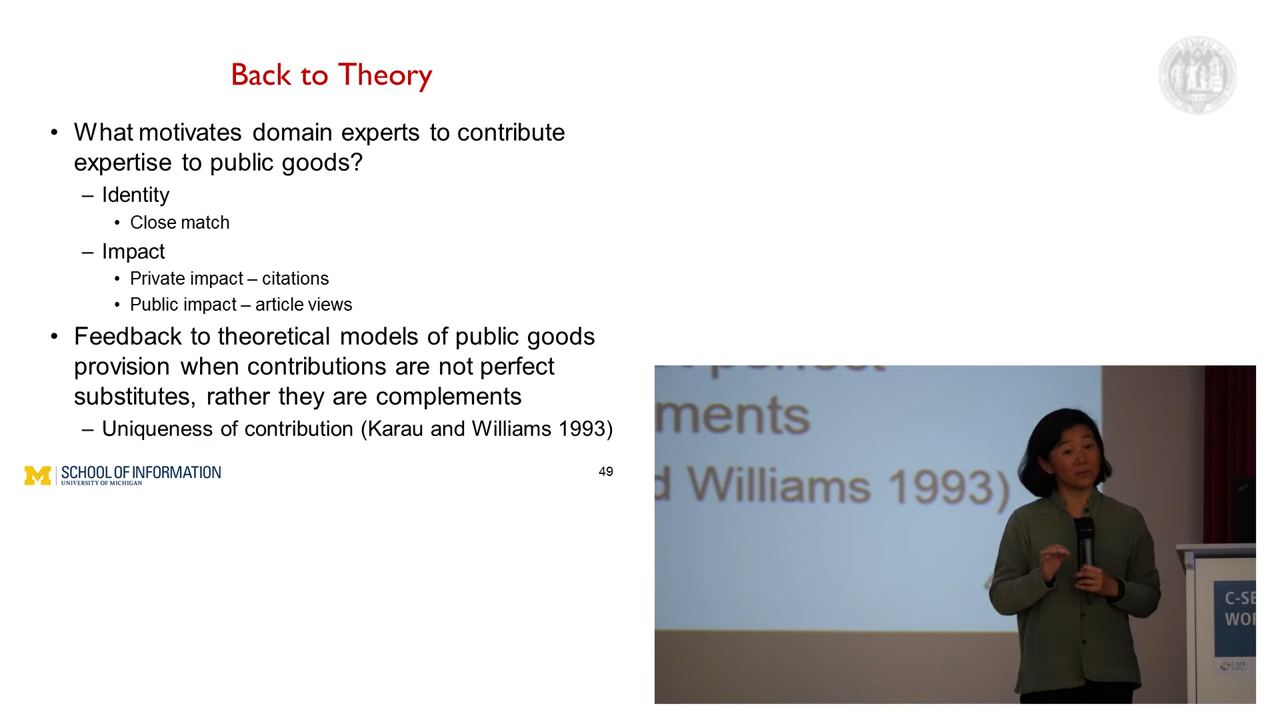 Back to Theory
• What motivates domain experts to contribute
expertise to public goods?
– Identity
• Close match
– Impact
• Private impact – citations
• Public impact – article views
• Feedback to theoretical models of public goods
provision when contributions are not perfect
substitutes, rather they are complements
– Uniqueness of contribution (Karau and Williams 1993)
M SCHOOL OF INFORMATION
UNIVERSITY OF MICHIGAN
49
perfect
ments
d Williams 1993)
C-SE
WOR